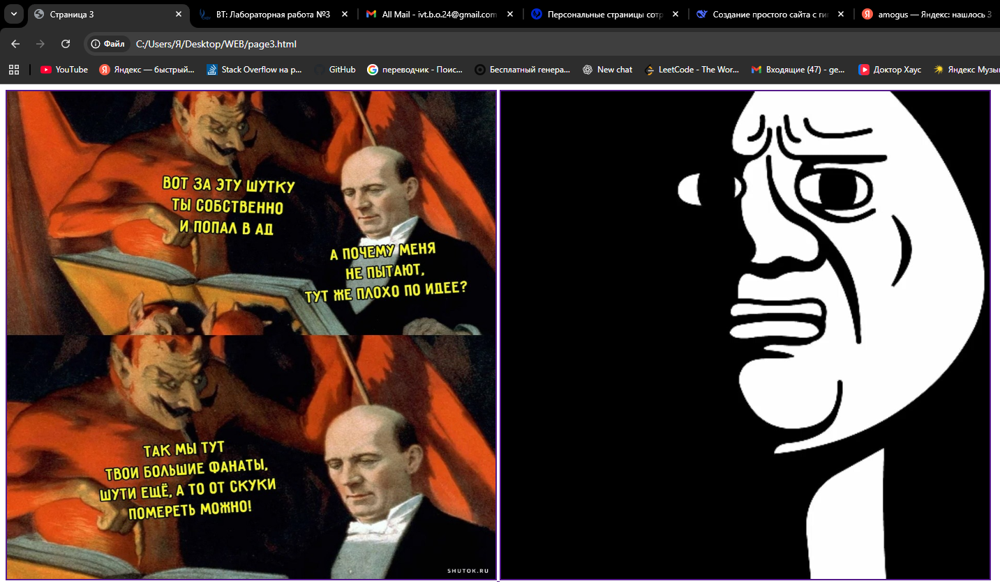 Страница 3
ВТ: Лабораторная работа №3
All Mail - ivt.b.o.24@gmail.com
Персональные страницы сотр
Создание простого сайта с ги
amogus — Яндекс: нашлось 3
Файл
C:/Users/Я/Desktop/WEB/page3.html
YouTube
Яндекс — быстрый...
Stack Overflow на р...
GitHub
переводчик - Поис...
Бесплатный генера...
New chat
LeetCode - The Wor...
Входящие (47) - ge...
Доктор Хаус
Яндекс Музы
ВОТ ЗА ЭТУ ШУТКУ
ТЫ СОБСТВЕННО
И ПОПАЛ В АД
А ПОЧЕМУ МЕНЯ
НЕ ПЫТАЮТ,
ТУТ ЖЕ ПЛОХО ПО ИДЕЕ?
ТАК МЫ ТУТ
ТВОИ БОЛЬШИЕ ФАНАТЫ,
ШУТИ ЕЩЁ, А ТО ОТ СКУКИ
ПОМЕРЕТЬ МОЖНО!
SHUTOK.RU